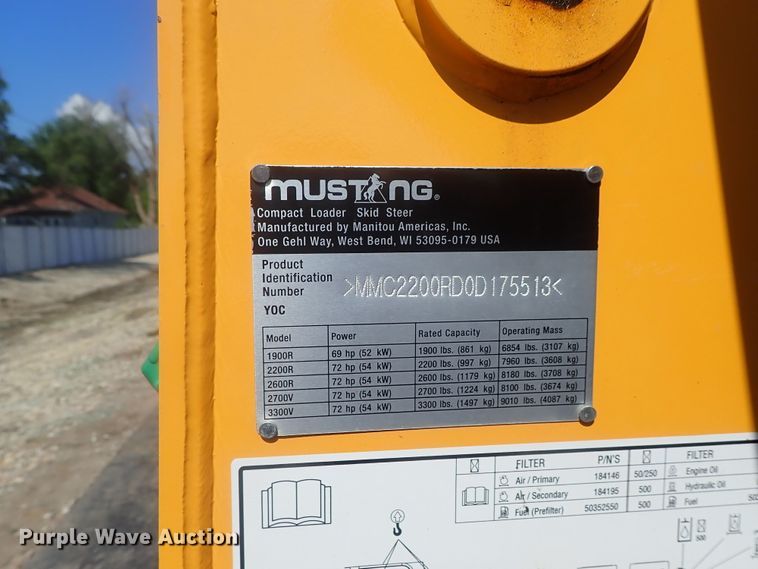 MUSTANG®
Compact Loader Skid Steer
Manufactured by Manitou Americas, Inc.
One Gehl Way, West Bend, WI 53095-0179 USA
Product
Identification
Number >MMC2200RD0D175513<
YOC
Model Power Rated Capacity Operating Mass
1900R 69 hp (52 kW) 1900 lbs. (861 kg) 6854 lbs. (3107 kg)
2200R 72 hp (54 kW) 2200 lbs. (997 kg) 7960 lbs. (3608 kg)
2600R 72 hp (54 kW) 2600 lbs. (1179 kg) 8180 lbs. (3708 kg)
2700V 72 hp (54 kW) 2700 lbs. (1224 kg) 8100 lbs. (3674 kg)
3300V 72 hp (54 kW) 3300 lbs. (1497 kg) 9010 lbs. (4087 kg)
FILTER P/N'S FILTER
Air / Primary 184146 50/250 Engine Oil
Air / Secondary 184195 500 Hydraulic Oil
Fuel (Prefilter) 50352550 500 Fuel
500
Purple Wave Auction